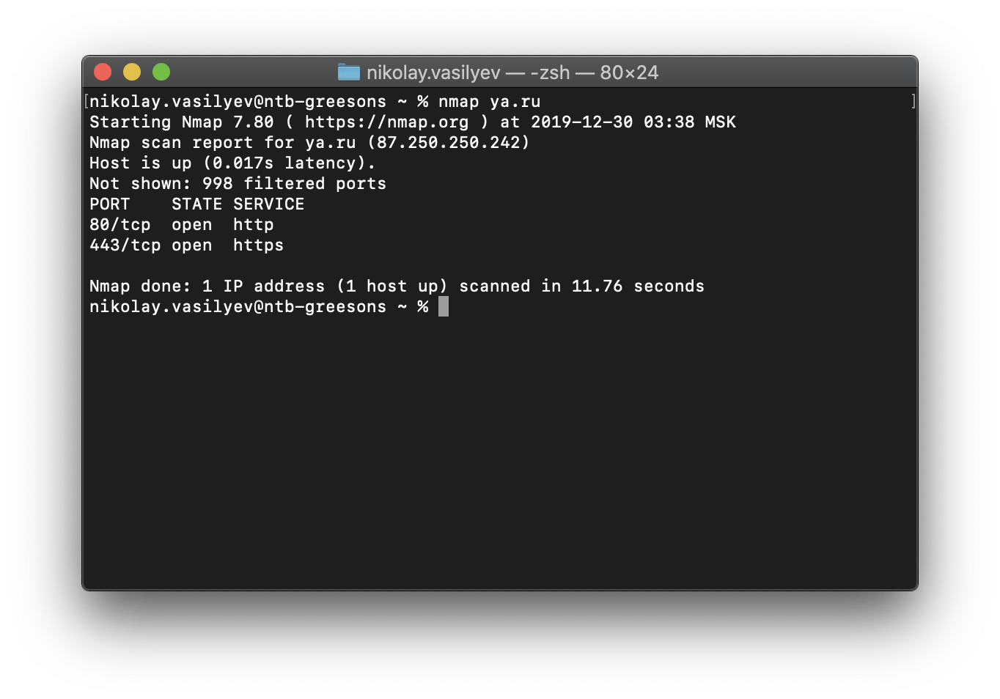 nikolay.vasilyev — -zsh — 80×24
[nikolay.vasilyev@ntb-greesons ~ % nmap ya.ru ]
Starting Nmap 7.80 ( https://nmap.org ) at 2019-12-30 03:38 MSK
Nmap scan report for ya.ru (87.250.250.242)
Host is up (0.017s latency).
Not shown: 998 filtered ports
PORT    STATE SERVICE
80/tcp  open  http
443/tcp open  https

Nmap done: 1 IP address (1 host up) scanned in 11.76 seconds
nikolay.vasilyev@ntb-greesons ~ %